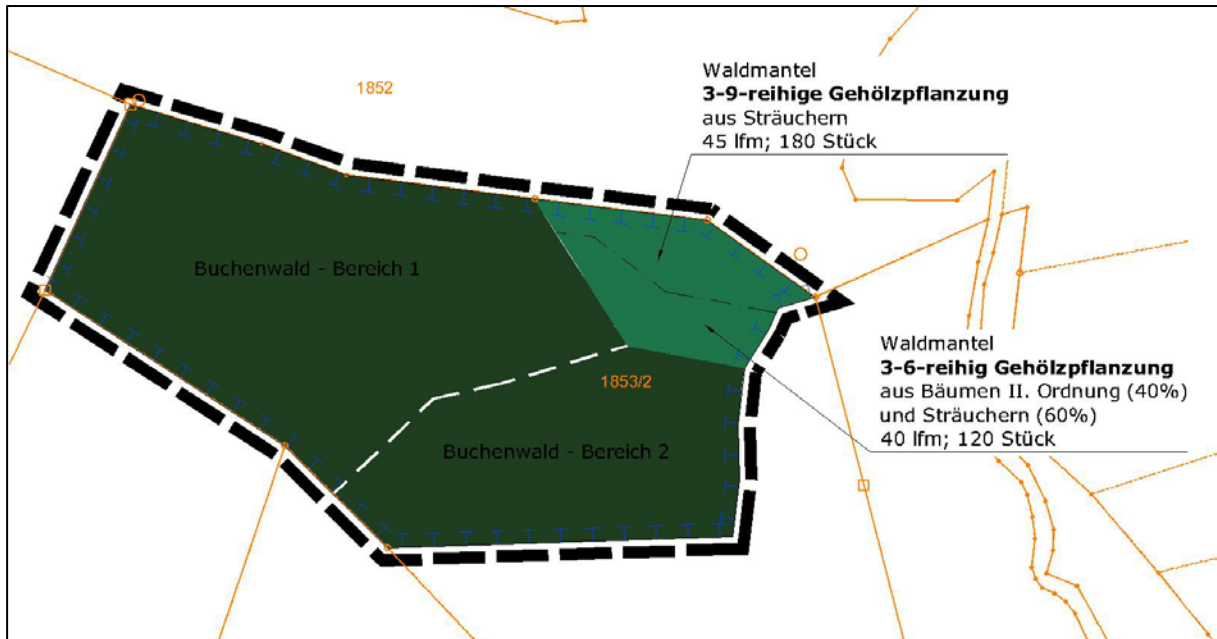 1852
Waldmantel
3-9-reihige Gehölzpflanzung
aus Sträuchern
45 lfm; 180 Stück
Buchenwald - Bereich 1
Waldmantel
3-6-reihig Gehölzpflanzung
aus Bäumen II. Ordnung (40%)
und Sträuchern (60%)
40 lfm; 120 Stück
1853/2
Buchenwald - Bereich 2